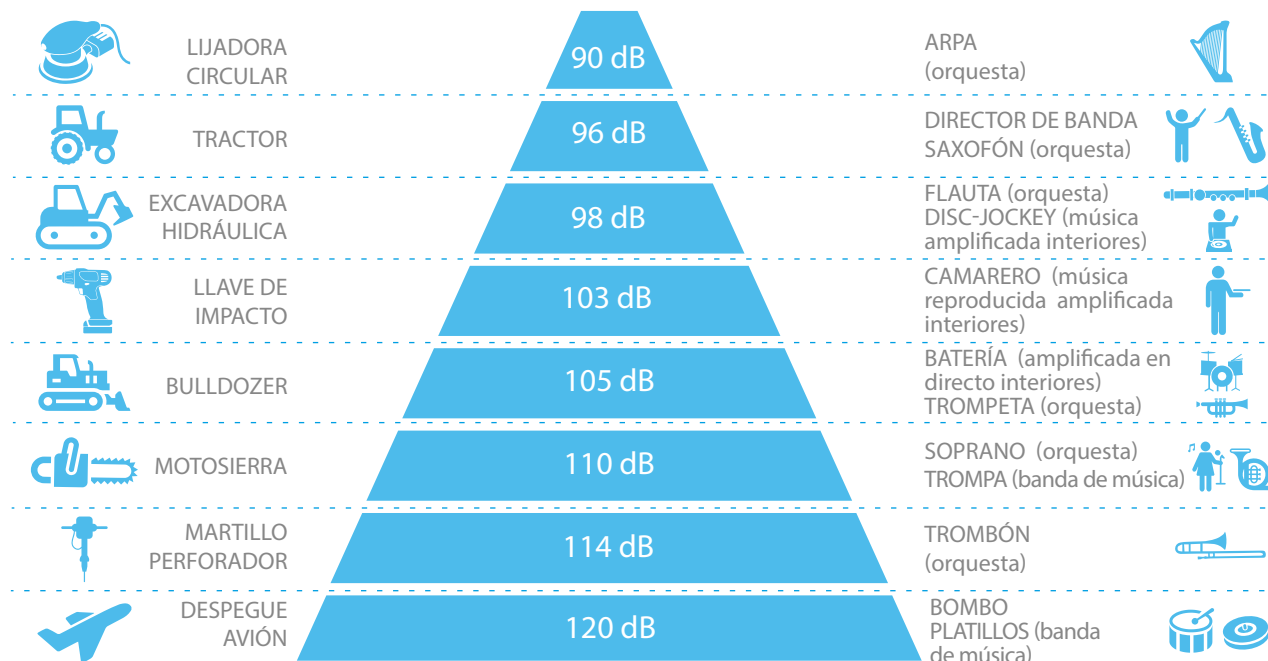 LIJADORA
CIRCULAR
90 dB
ARPA
(orquesta)
TRACTOR
96 dB
DIRECTOR DE BANDA
SAXOFÓN (orquesta)
EXCAVADORA
HIDRÁULICA
98 dB
FLAUTA (orquesta)
DISC-JOCKEY (música
amplificada interiores)
LLAVE DE
IMPACTO
103 dB
CAMARERO (música
reproducida amplificada
interiores)
BULLDOZER
105 dB
BATERÍA (amplificada en
directo interiores)
TROMPETA (orquesta)
MOTOSIERRA
110 dB
SOPRANO (orquesta)
TROMPA (banda de música)
MARTILLO
PERFORADOR
114 dB
TROMBÓN
(orquesta)
DESPEGUE
AVIÓN
120 dB
BOMBO
PLATILLOS (banda
de música)